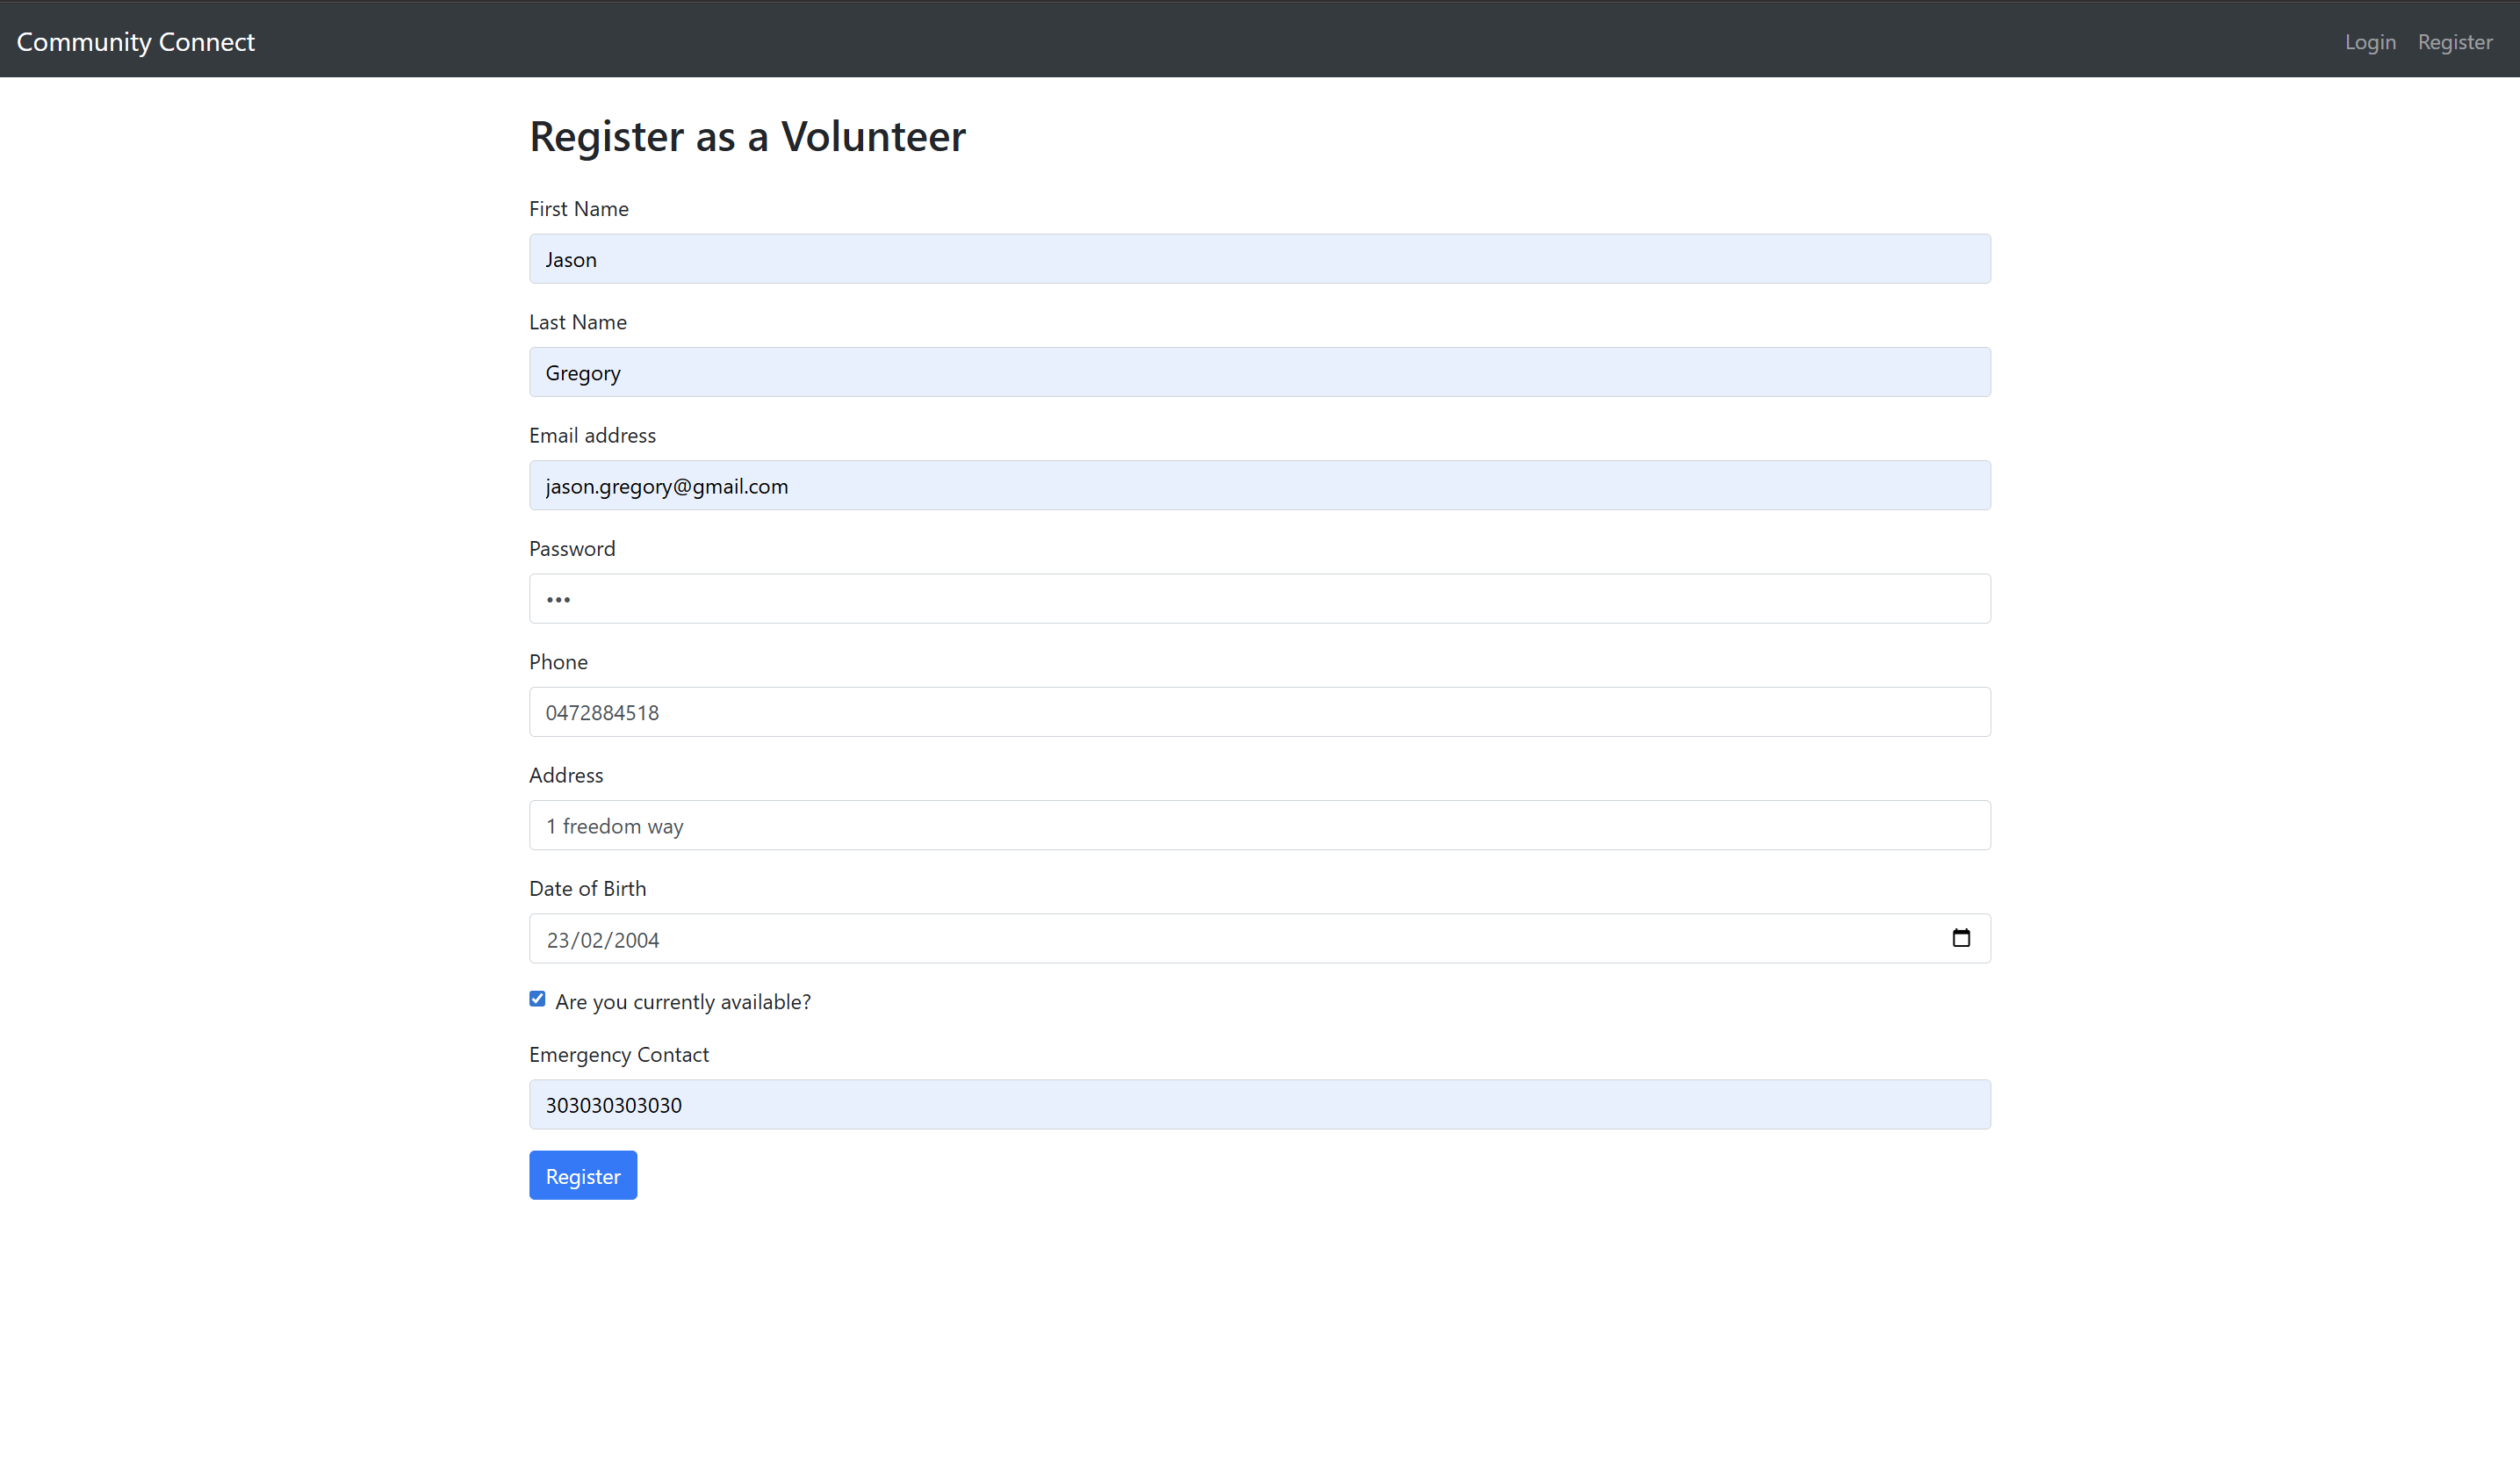 Community Connect
Login Register
Register as a Volunteer
First Name
Jason
Last Name
Gregory
Email address
jason.gregory@gmail.com
Password
•••
Phone
0472884518
Address
1 freedom way
Date of Birth
23/02/2004
Are you currently available?
Emergency Contact
303030303030
Register